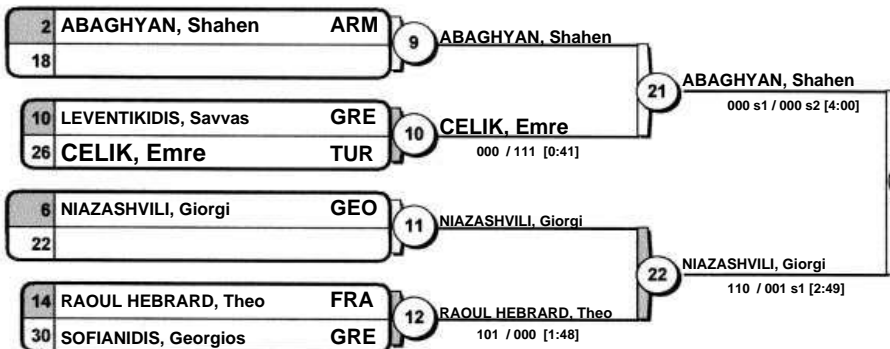 2 ABAGHYAN, Shahen ARM
18
9 ABAGHYAN, Shahen
21 ABAGHYAN, Shahen
000 s1 / 000 s2 [4:00]
10 LEVENTIKIDIS, Savvas GRE
26 CELIK, Emre TUR
10 CELIK, Emre
000 / 111 [0:41]
6 NIAZASHVILI, Giorgi GEO
22
11 NIAZASHVILI, Giorgi
22 NIAZASHVILI, Giorgi
110 / 001 s1 [2:49]
14 RAOUL HEBRARD, Theo FRA
30 SOFIANIDIS, Georgios GRE
12 RAOUL HEBRARD, Theo
101 / 000 [1:48]